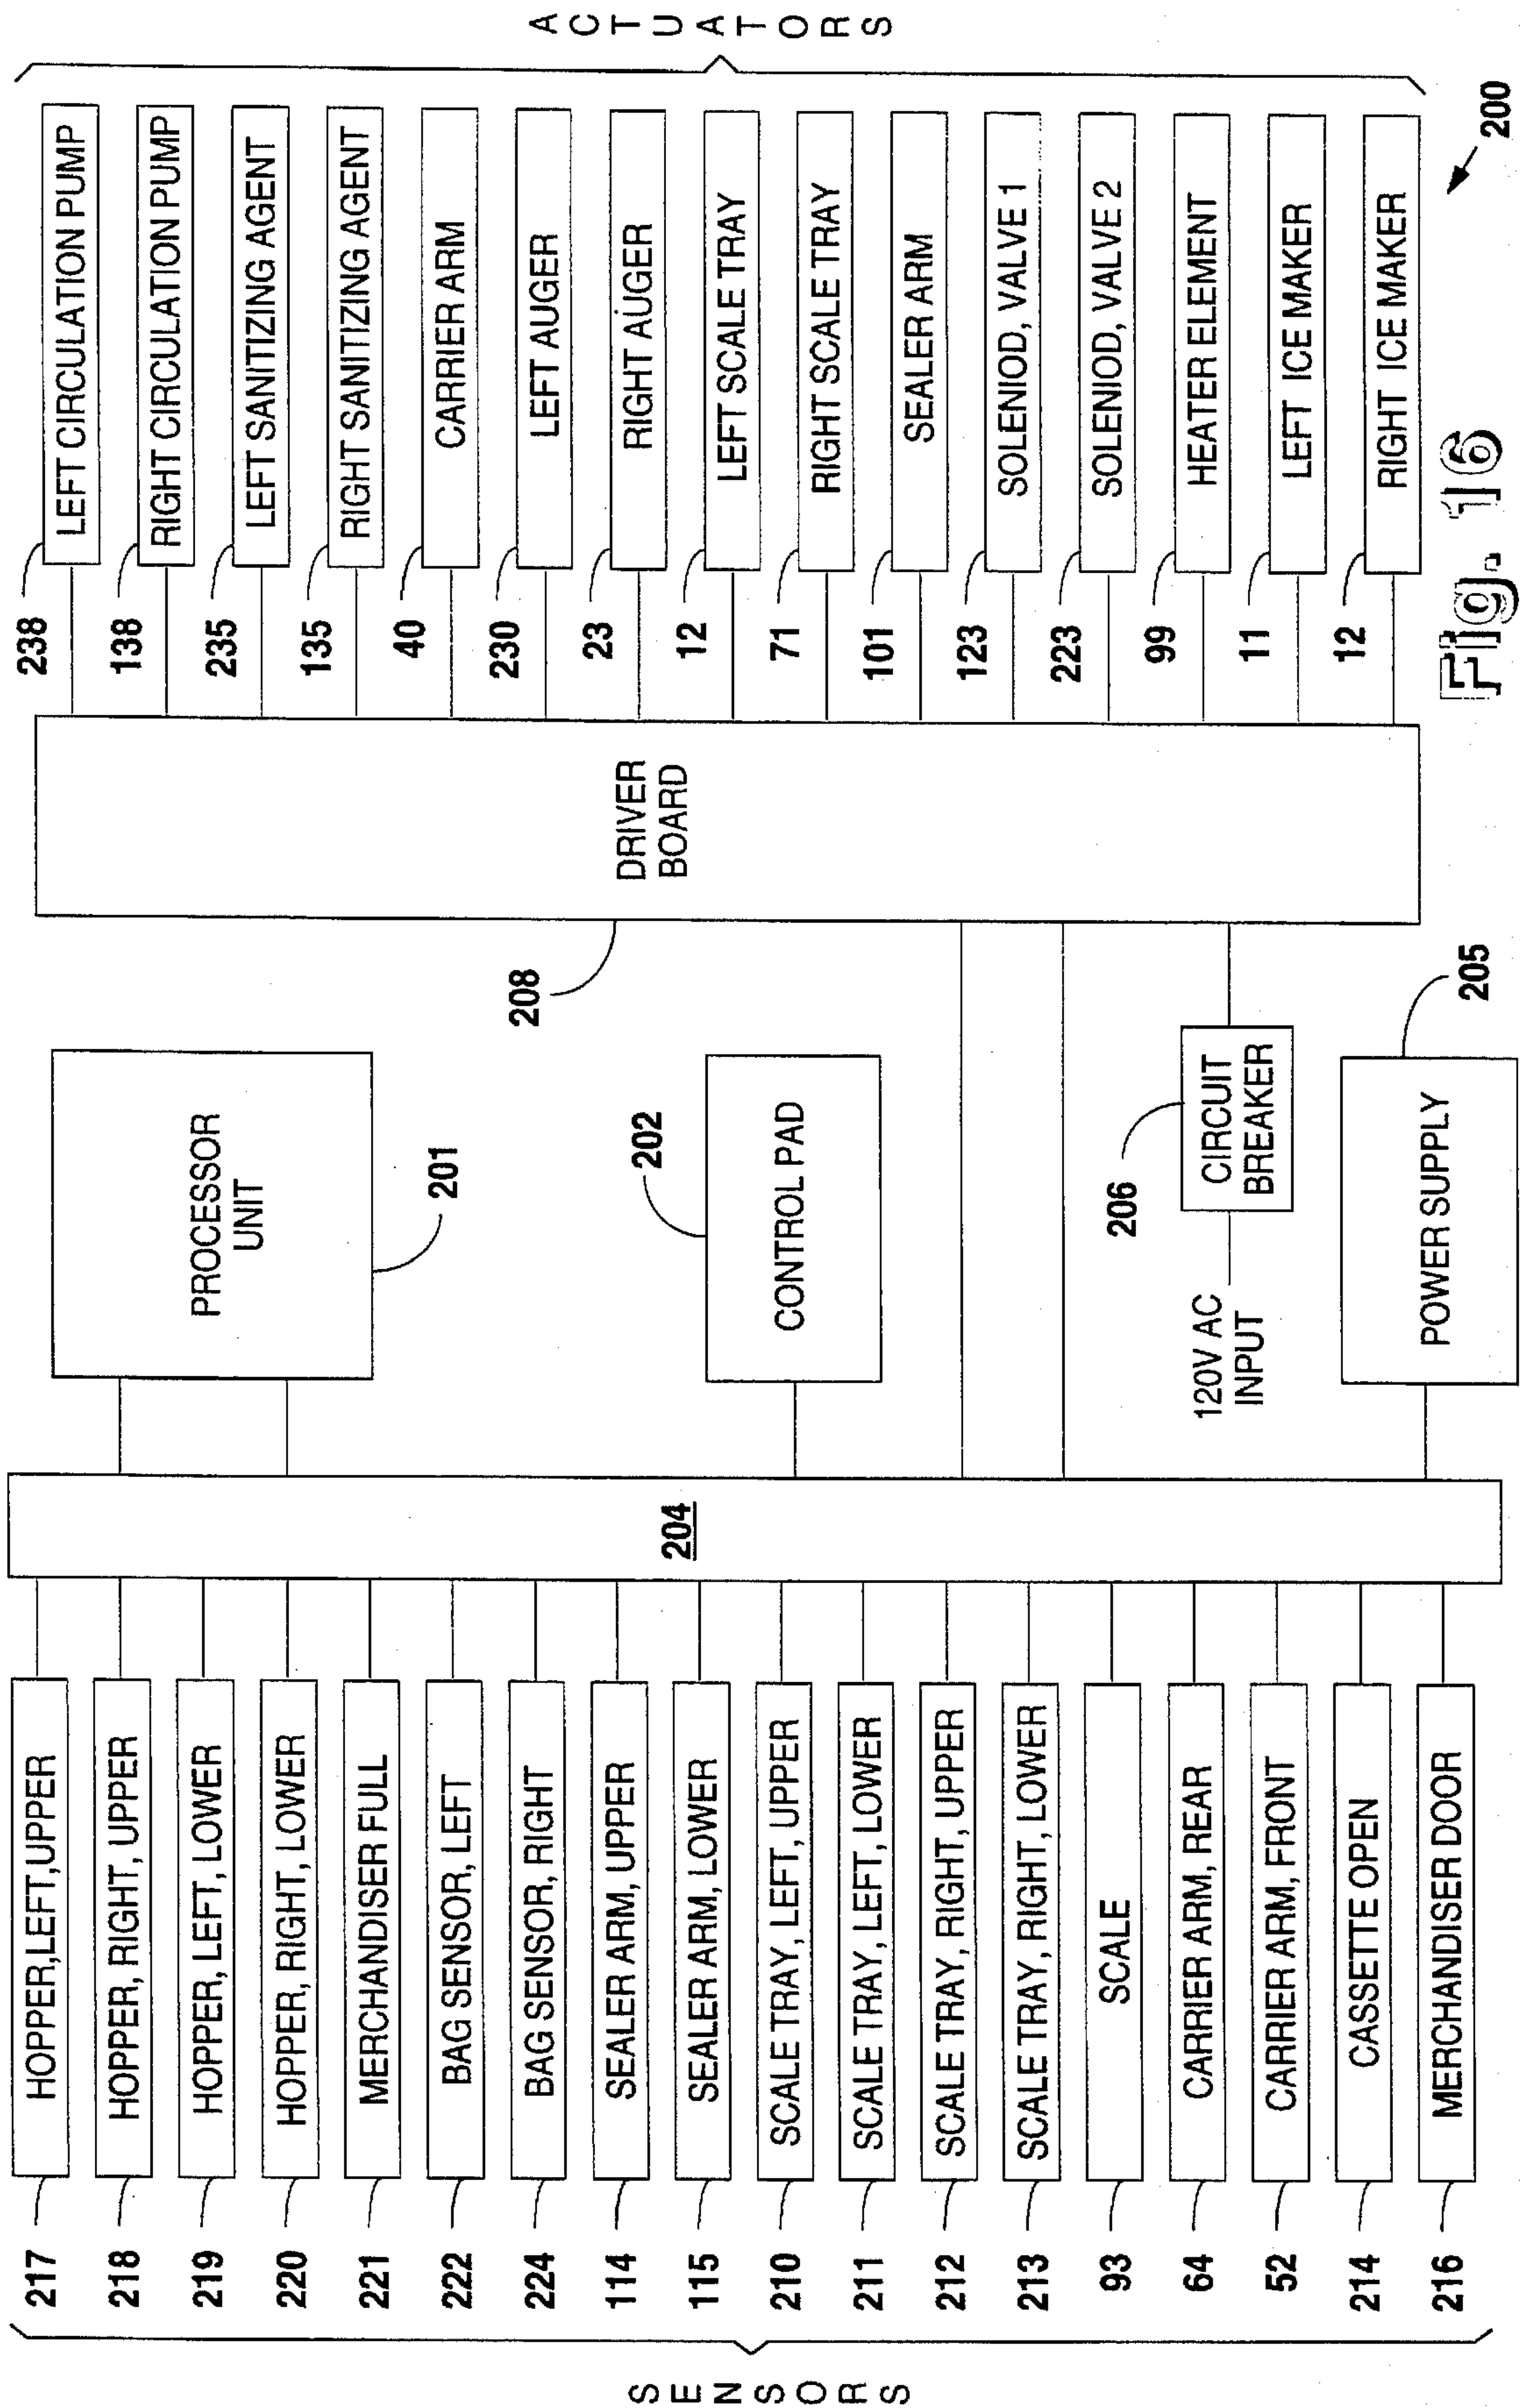 SENSORS
217 HOPPER,LEFT,UPPER
218 HOPPER, RIGHT, UPPER
219 HOPPER, LEFT, LOWER
220 HOPPER, RIGHT, LOWER
221 MERCHANDISER FULL
222 BAG SENSOR, LEFT
224 BAG SENSOR, RIGHT
114 SEALER ARM, UPPER
115 SEALER ARM, LOWER
210 SCALE TRAY, LEFT, UPPER
211 SCALE TRAY, LEFT, LOWER
212 SCALE TRAY, RIGHT, UPPER
213 SCALE TRAY, RIGHT, LOWER
93 SCALE
64 CARRIER ARM, REAR
52 CARRIER ARM, FRONT
214 CASSETTE OPEN
216 MERCHANDISER DOOR
204
PROCESSOR
UNIT
201
202
CONTROL PAD
120V AC
INPUT
206
CIRCUIT
BREAKER
POWER SUPPLY
205
208
DRIVER
BOARD
238 LEFT CIRCULATION PUMP
138 RIGHT CIRCULATION PUMP
235 LEFT SANITIZING AGENT
135 RIGHT SANITIZING AGENT
40 CARRIER ARM
230 LEFT AUGER
23 RIGHT AUGER
12 LEFT SCALE TRAY
71 RIGHT SCALE TRAY
101 SEALER ARM
123 SOLENIOD, VALVE 1
223 SOLENIOD, VALVE 2
99 HEATER ELEMENT
11 LEFT ICE MAKER
12 RIGHT ICE MAKER
ACTUATORS
200
Fig. 16